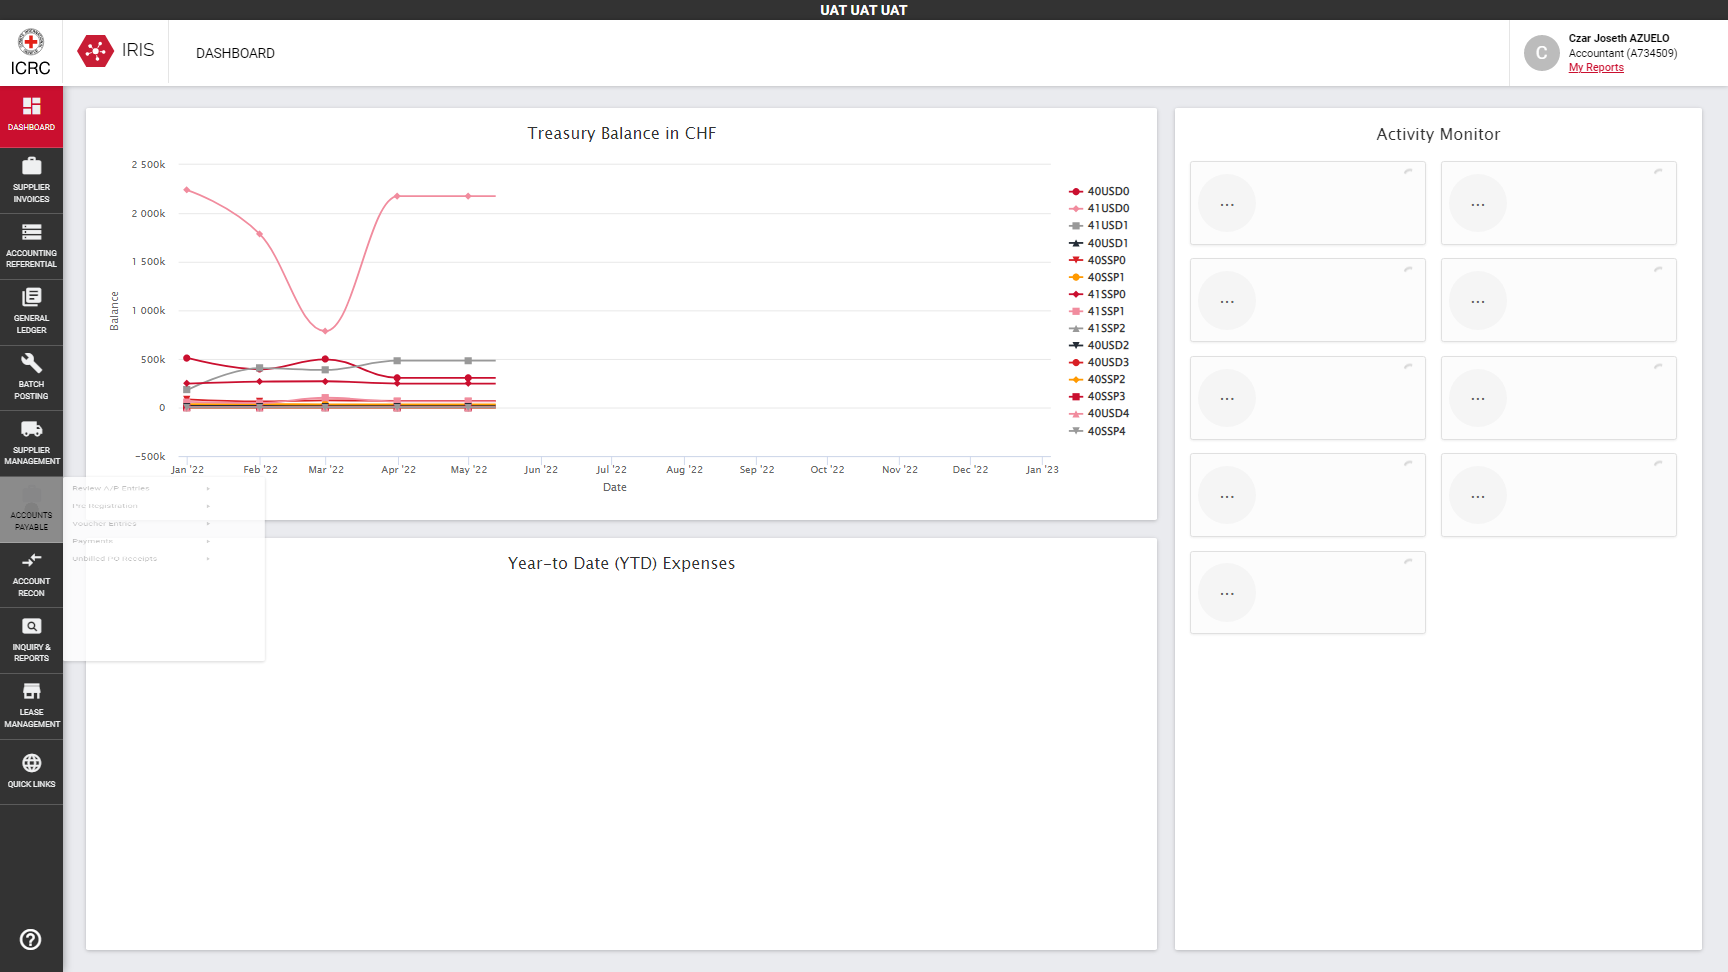 UAT UAT UAT
ICRC
IRIS
DASHBOARD
Czar Joseth AZUELO
C
Accountant (A734509)
My Reports
DASHBOARD
SUPPLIER
INVOICES
ACCOUNTING
REFERENTIAL
GENERAL
LEDGER
BATCH
POSTING
SUPPLIER
MANAGEMENT
ACCOUNTS
PAYABLE
ACCOUNT
RECON
INQUIRY &
REPORTS
LEASE
MANAGEMENT
QUICK LINKS
Review A/P Entries
Pre Registration
Voucher Entries
Payments
Unbilled PO Receipts
Treasury Balance in CHF
2 500k
2 000k
1 500k
1 000k
500k
0
-500k
Balance
Jan '22 Feb '22 Mar '22 Apr '22 May '22 Jun '22 Jul '22 Aug '22 Sep '22 Oct '22 Nov '22 Dec '22 Jan '23
Date
40USD0
41USD0
41USD1
40USD1
40SSP0
40SSP1
41SSP0
41SSP1
41SSP2
40USD2
40USD3
40SSP2
40SSP3
40USD4
40SSP4
Year-to Date (YTD) Expenses
Activity Monitor
... ...
... ...
... ...
... ...
...